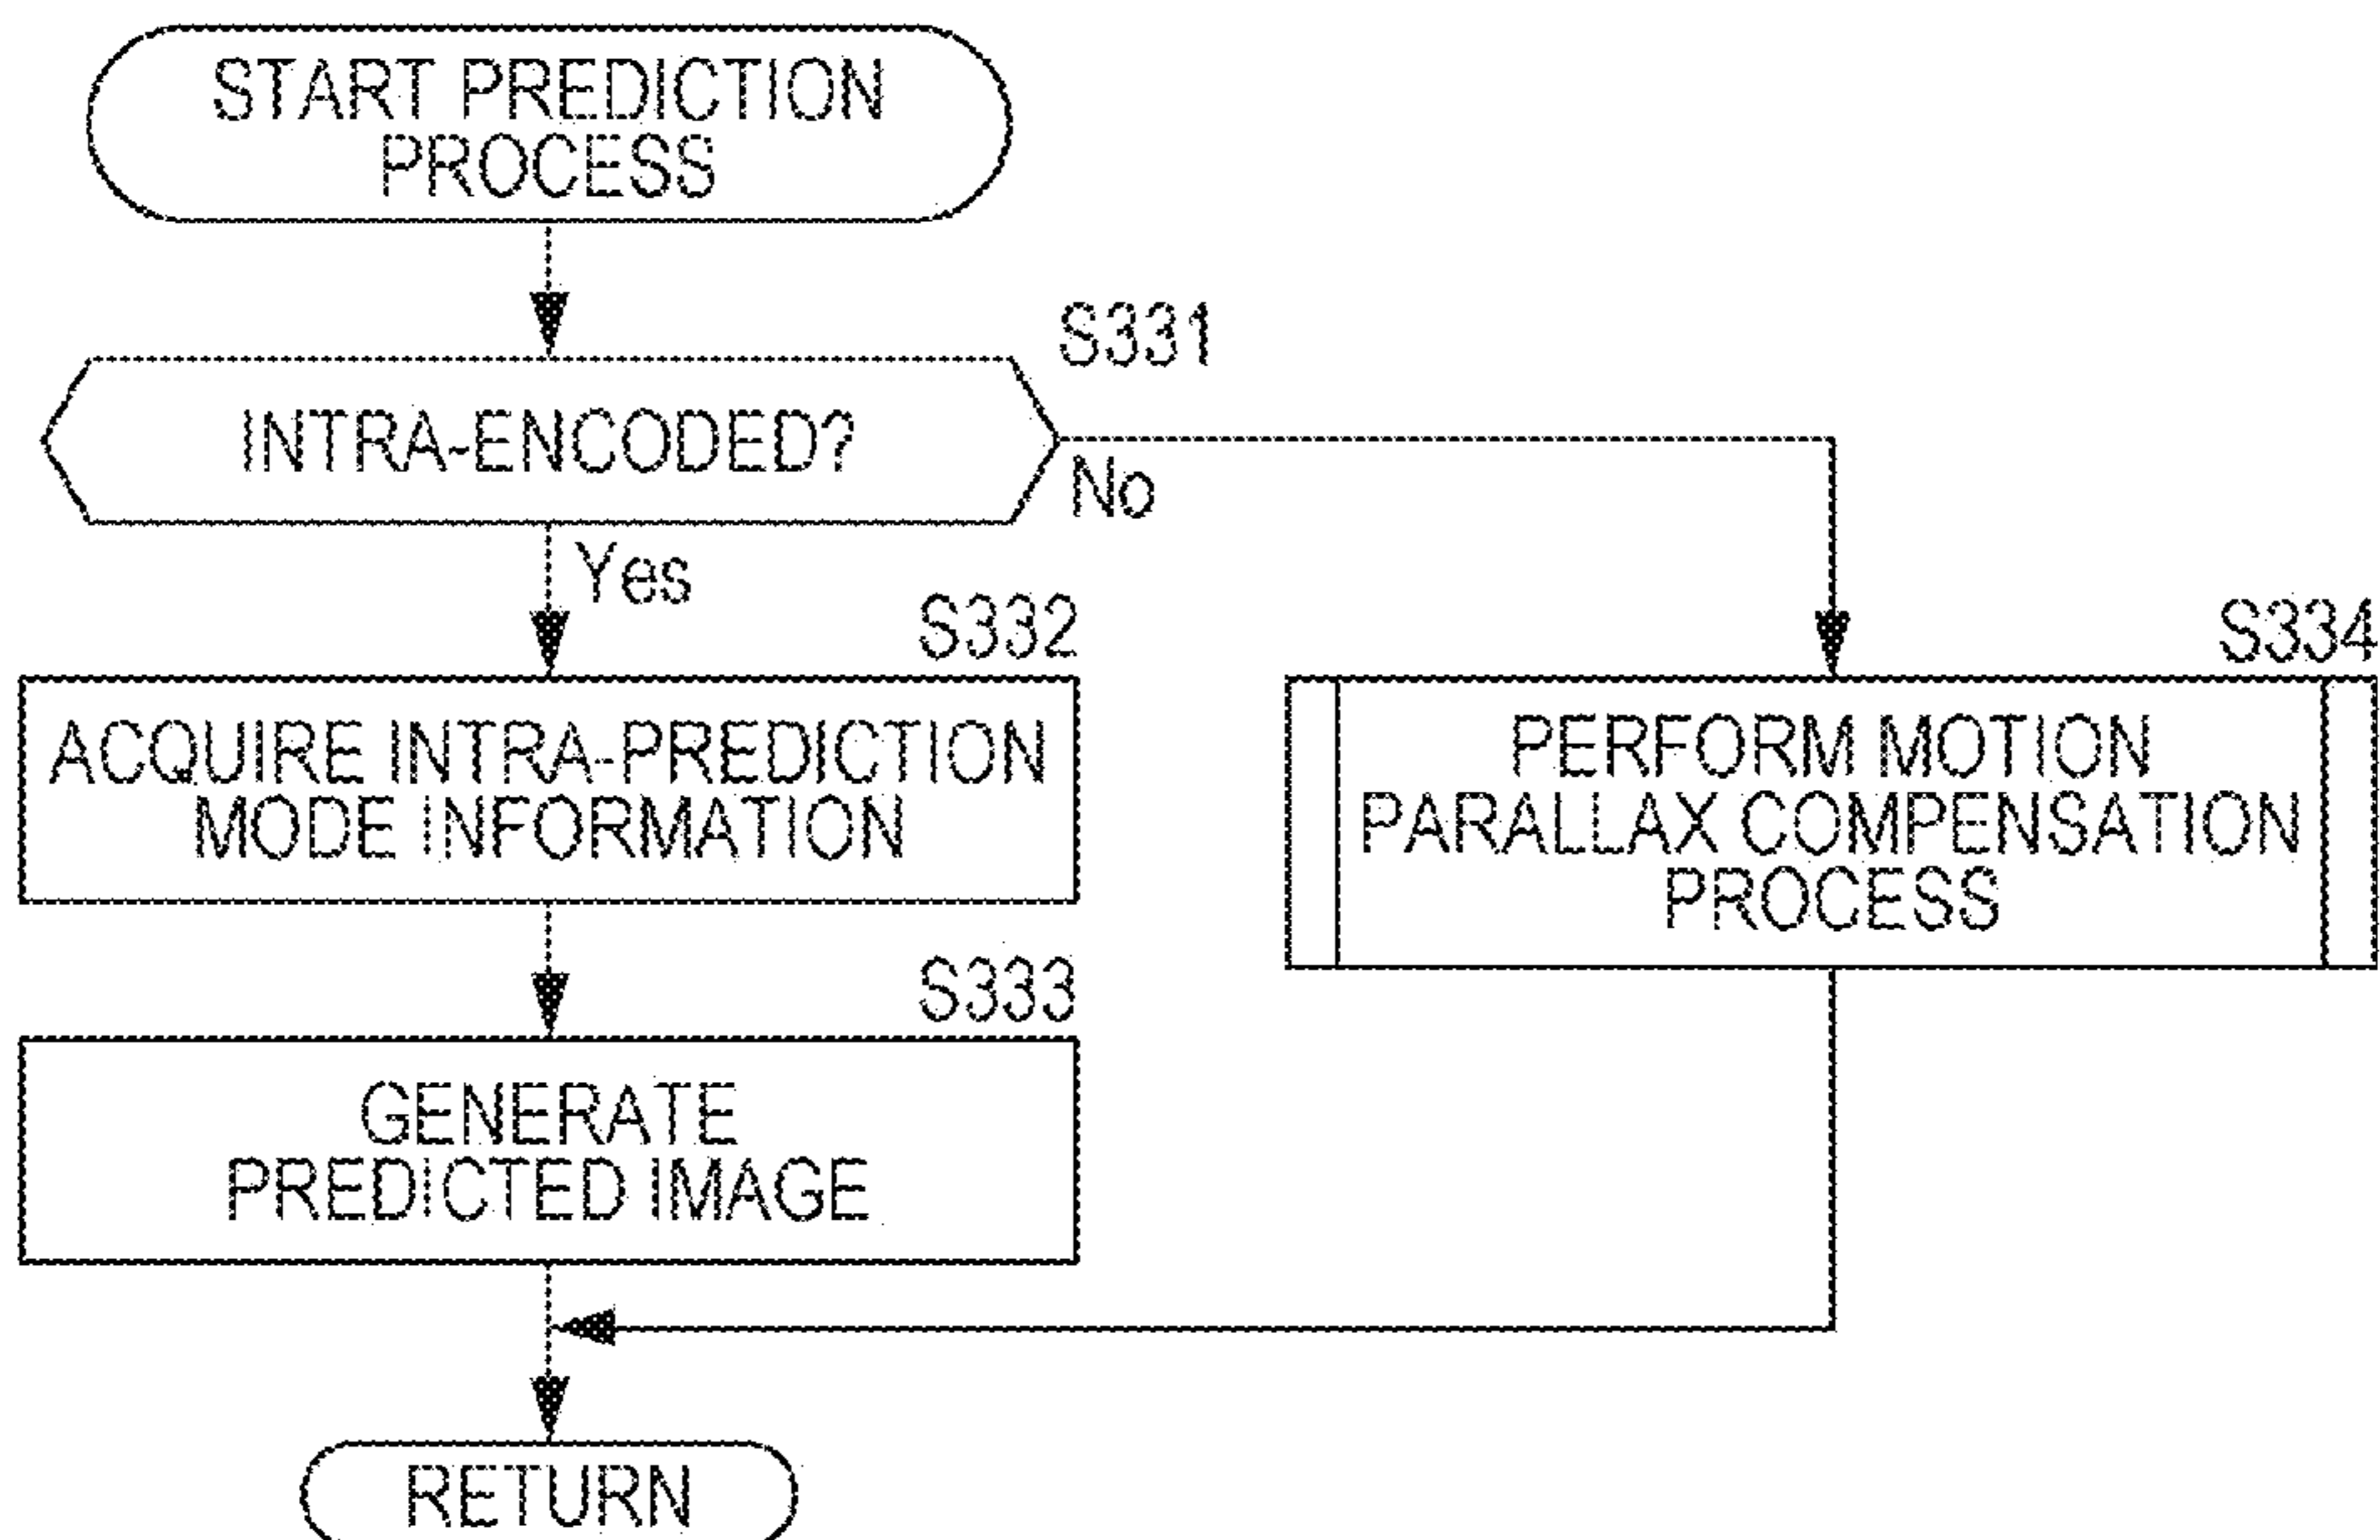 START PREDICTION
PROCESS
S331
INTRA-ENCODED?
No
Yes
S332
ACQUIRE INTRA-PREDICTION
MODE INFORMATION
S334
PERFORM MOTION
PARALLAX COMPENSATION
PROCESS
S333
GENERATE
PREDICTED IMAGE
RETURN